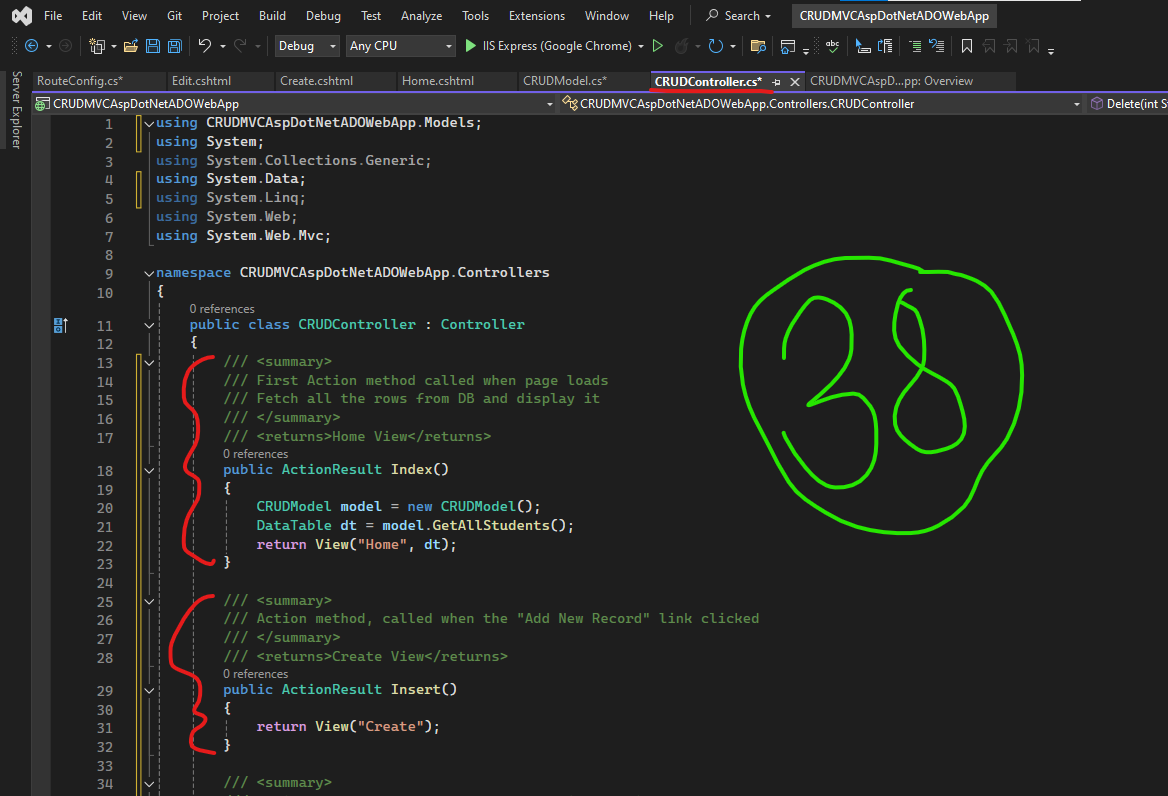 File Edit View Git Project Build Debug Test Analyze Tools Extensions Window Help Search CRUDMVCAspDotNetADOWebApp
Debug Any CPU IIS Express (Google Chrome)
Server Explorer
RouteConfig.cs* Edit.cshtml Create.cshtml Home.cshtml CRUDModel.cs* CRUDController.cs* CRUDMVCAspD...pp: Overview
CRUDMVCAspDotNetADOWebApp CRUDMVCAspDotNetADOWebApp.Controllers.CRUDController Delete(int S
1 using CRUDMVCAspDotNetADOWebApp.Models;
2 using System;
3 using System.Collections.Generic;
4 using System.Data;
5 using System.Linq;
6 using System.Web;
7 using System.Web.Mvc;
8
9 namespace CRUDMVCAspDotNetADOWebApp.Controllers
10 {
0 references
11 public class CRUDController : Controller
12 {
13 /// <summary>
14 /// First Action method called when page loads
15 /// Fetch all the rows from DB and display it
16 /// </summary>
17 /// <returns>Home View</returns>
0 references
18 public ActionResult Index()
19 {
20 CRUDModel model = new CRUDModel();
21 DataTable dt = model.GetAllStudents();
22 return View("Home", dt);
23 }
24
25 /// <summary>
26 /// Action method, called when the "Add New Record" link clicked
27 /// </summary>
28 /// <returns>Create View</returns>
0 references
29 public ActionResult Insert()
30 {
31 return View("Create");
32 }
33
34 /// <summary>
38